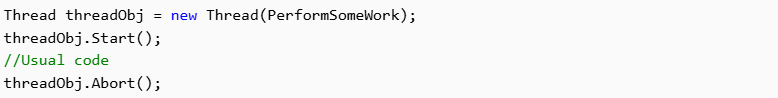 Thread threadObj = new Thread(PerformSomeWork);
threadObj.Start();
//Usual code
threadObj.Abort();